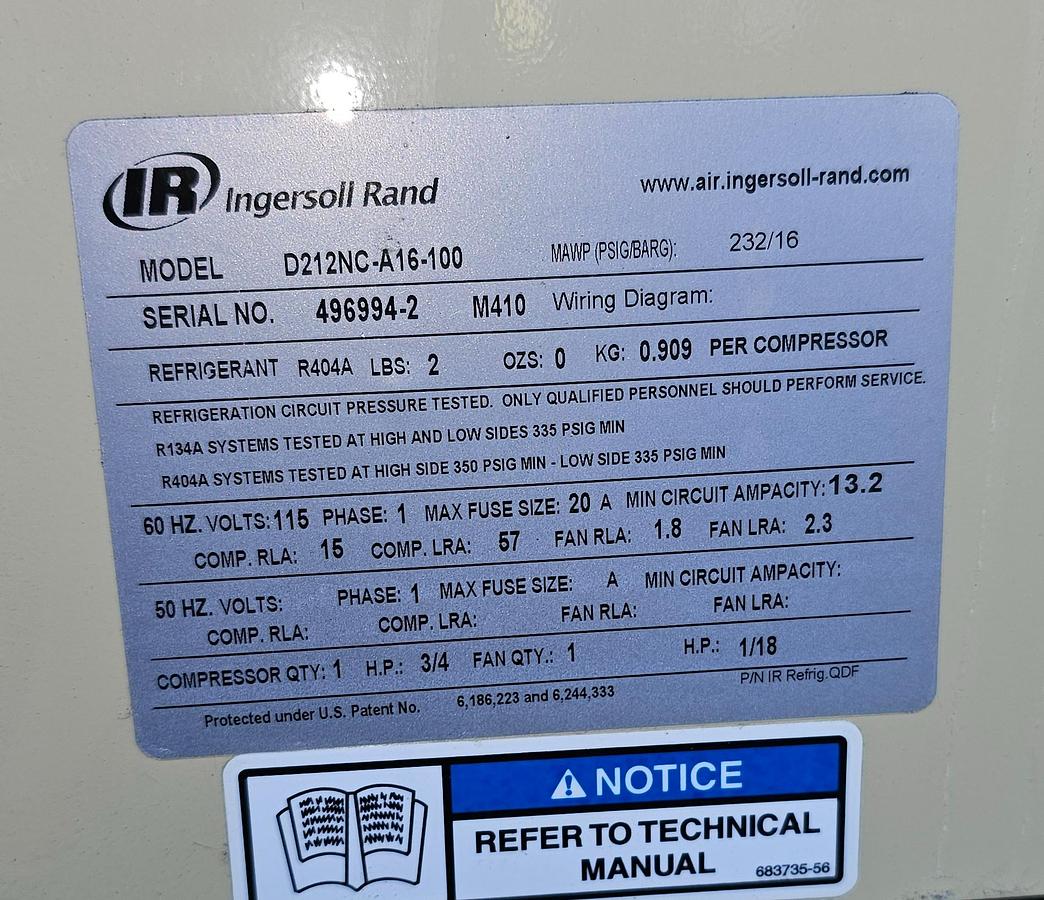 IR Ingersoll Rand www.air.ingersoll-rand.com
MODEL D212NC-A16-100 MAWP (PSIG/BARG): 232/16
SERIAL NO. 496994-2 M410 Wiring Diagram:
REFRIGERANT R404A LBS: 2 OZS: 0 KG: 0.909 PER COMPRESSOR
REFRIGERATION CIRCUIT PRESSURE TESTED. ONLY QUALIFIED PERSONNEL SHOULD PERFORM SERVICE.
R134A SYSTEMS TESTED AT HIGH AND LOW SIDES 335 PSIG MIN
R404A SYSTEMS TESTED AT HIGH SIDE 350 PSIG MIN - LOW SIDE 335 PSIG MIN
60 HZ. VOLTS: 115 PHASE: 1 MAX FUSE SIZE: 20 A MIN CIRCUIT AMPACITY: 13.2
COMP. RLA: 15 COMP. LRA: 57 FAN RLA: 1.8 FAN LRA: 2.3
50 HZ. VOLTS: PHASE: 1 MAX FUSE SIZE: A MIN CIRCUIT AMPACITY:
COMP. RLA: COMP. LRA: FAN RLA: FAN LRA:
COMPRESSOR QTY: 1 H.P.: 3/4 FAN QTY.: 1 H.P.: 1/18
Protected under U.S. Patent No. 6,186,223 and 6,244,333 P/N IR Refrig.QDF
NOTICE
REFER TO TECHNICAL
MANUAL 683735-56